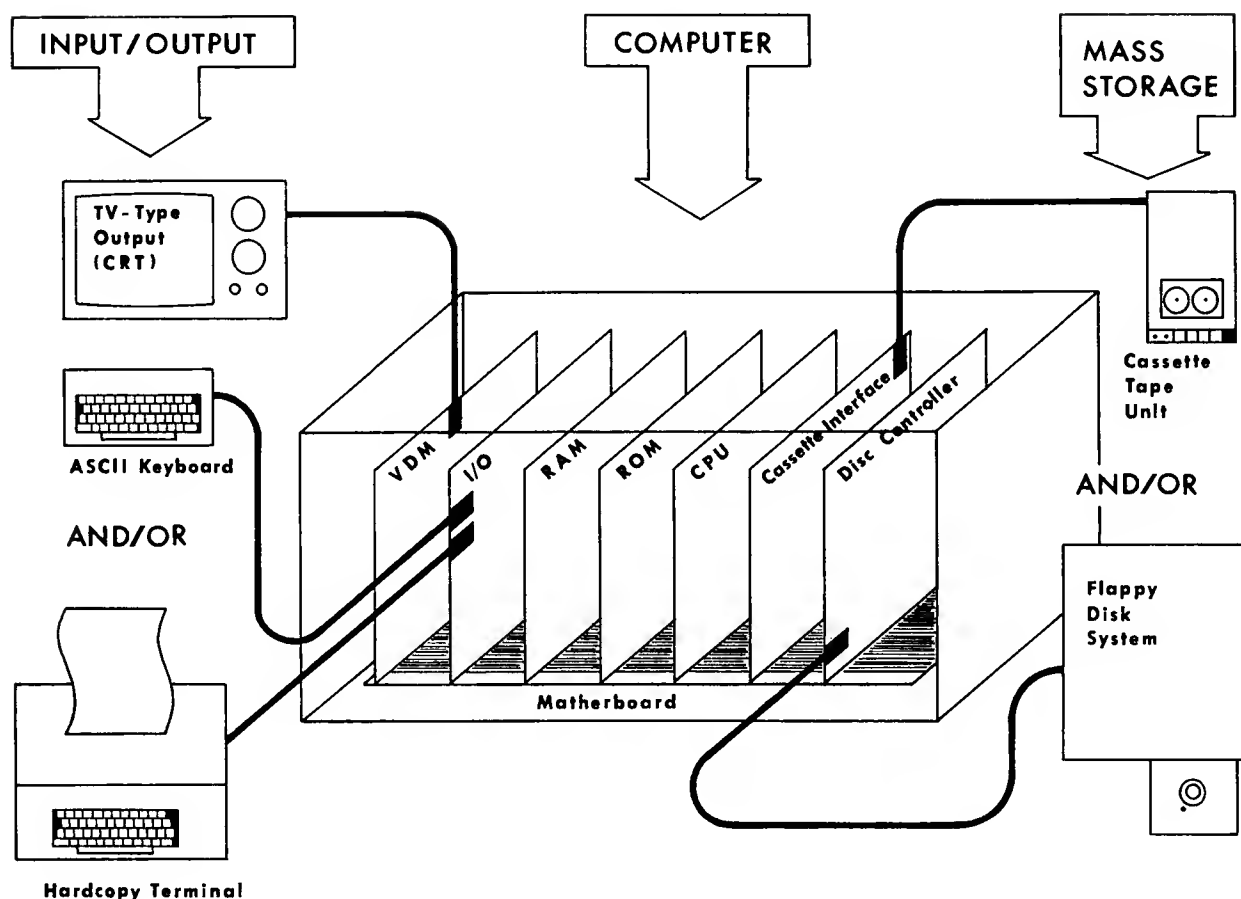 INPUT/OUTPUT
COMPUTER
MASS
STORAGE
TV-Type
Output
(CRT)
Cassette
Tape
Unit
ASCII Keyboard
AND/OR
VDM
I/O
RAM
ROM
CPU
Cassette Interface
Disc Controller
AND/OR
Flappy
Disk
System
Matherboard
Hardcopy Terminal